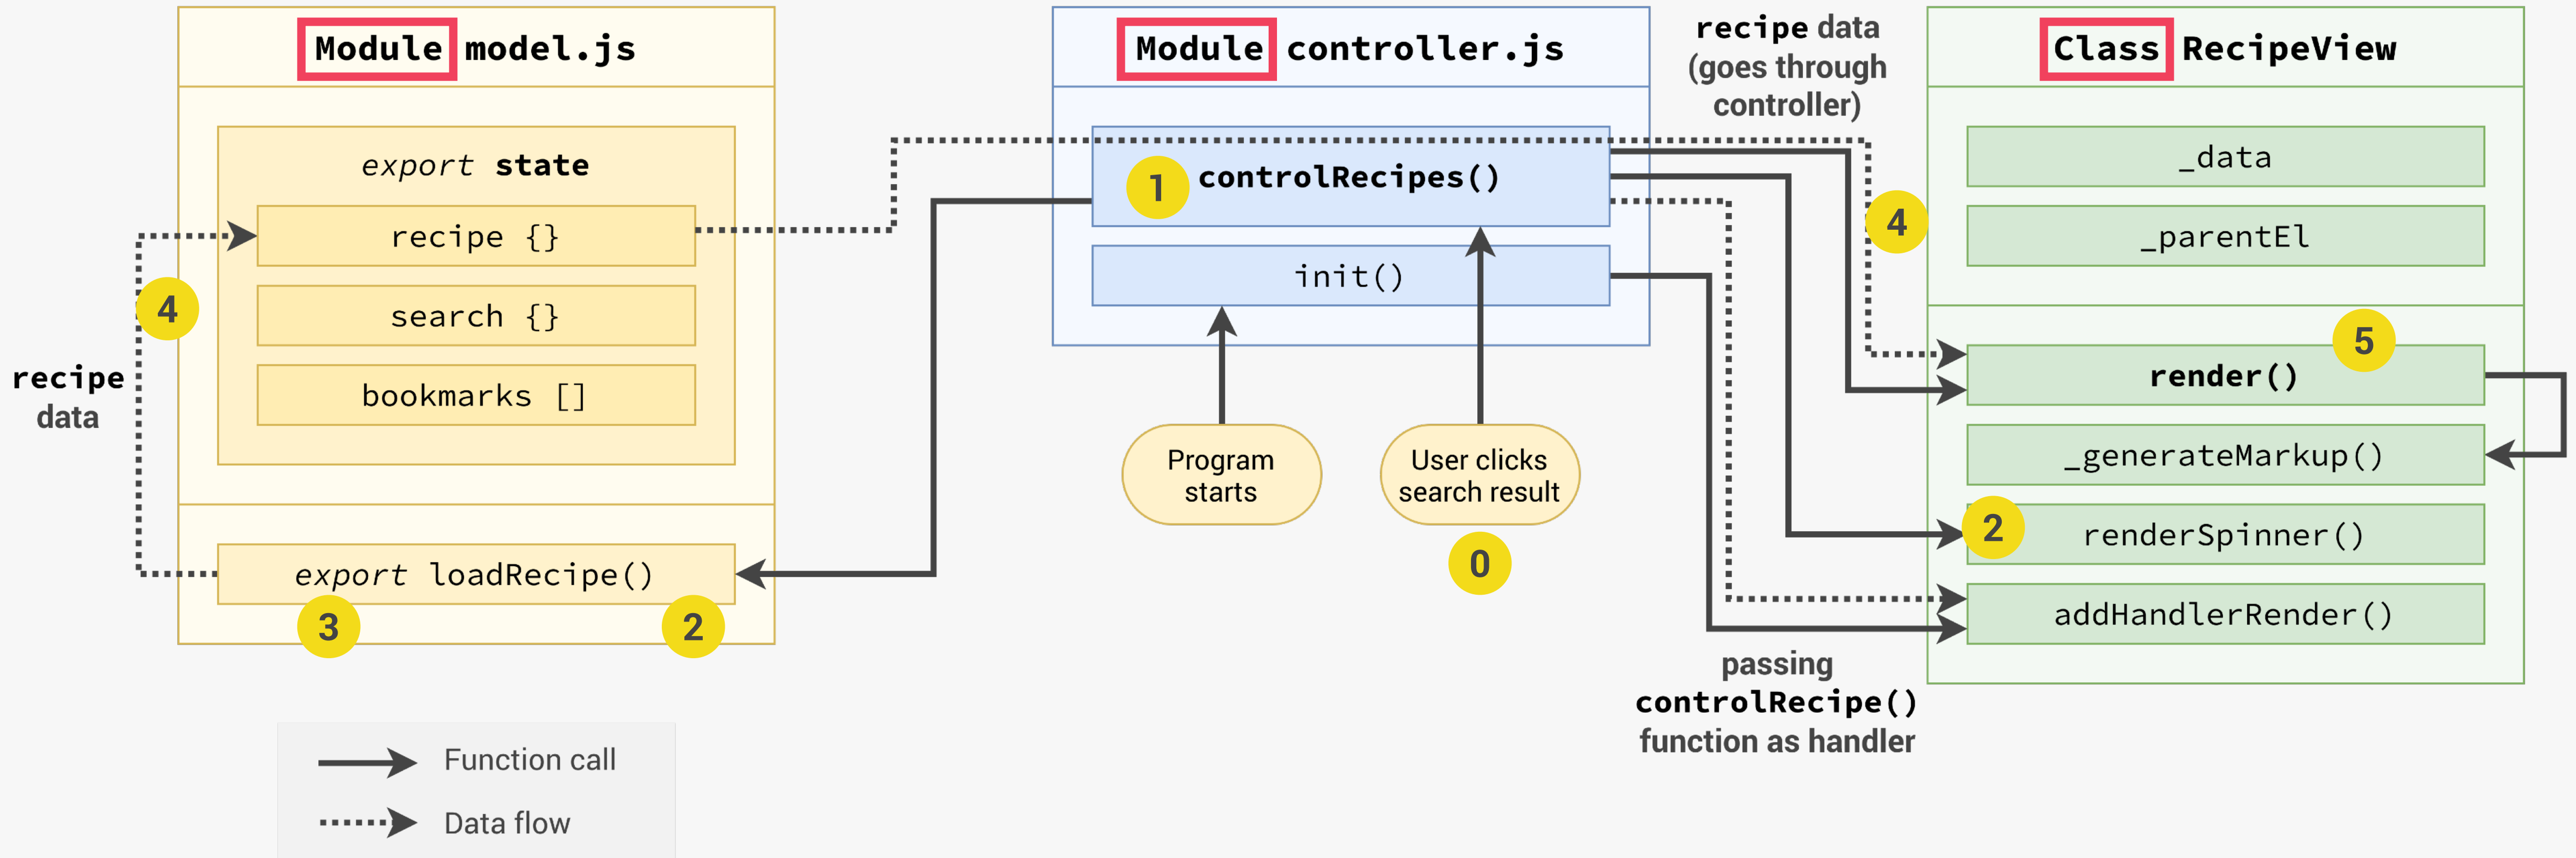 Module model.js
export state
recipe {}
search {}
bookmarks []
4
recipe
data
export loadRecipe()
3
2
Module controller.js
1
controlRecipes()
init()
Program
starts
User clicks
search result
0
recipe data
(goes through
controller)
4
passing
controlRecipe()
function as handler
Class RecipeView
_data
_parentEl
5
render()
_generateMarkup()
2
renderSpinner()
addHandlerRender()
Function call
Data flow